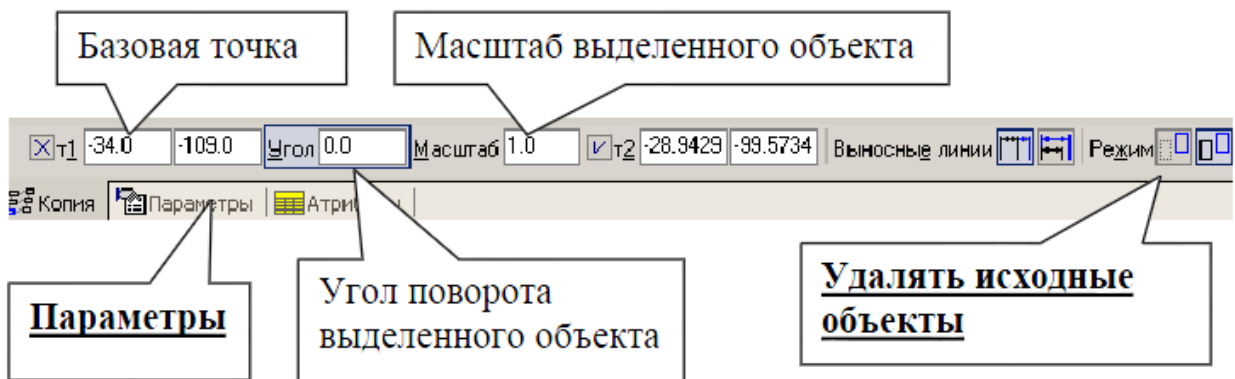 Базовая точка
Масштаб выделенного объекта
т1 -34.0 -109.0 Угол 0.0 Масштаб 1.0 т2 -28.9429 -99.5734 Выносные линии Режим
Копия Параметры
Параметры
Угол поворота
выделенного объекта
Удалять исходные
объекты